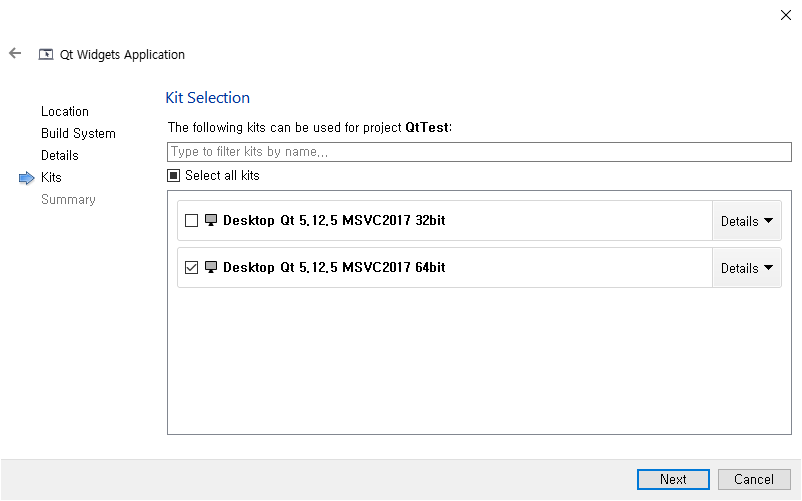 Qt Widgets Application
Location
Build System
Details
Kits
Summary
Kit Selection
The following kits can be used for project QtTest:
Type to filter kits by name...
Select all kits
Desktop Qt 5.12.5 MSVC2017 32bit
Details
Desktop Qt 5.12.5 MSVC2017 64bit
Details
Next
Cancel